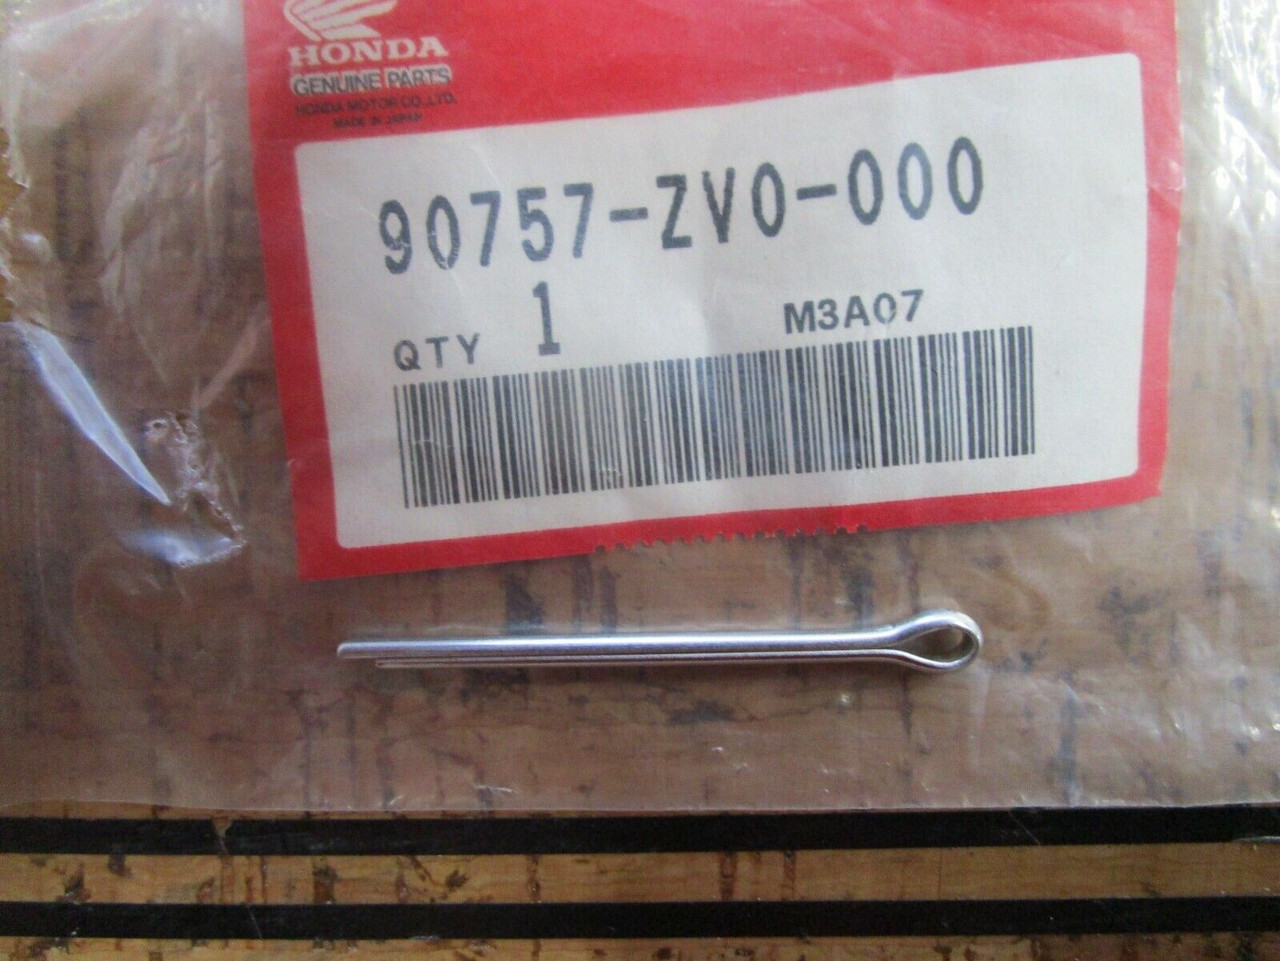 HONDA
GENUINE PARTS
HONDA MOTOR CO.,LTD.
MADE IN JAPAN
90757-ZV0-000
QTY 1 M3A07